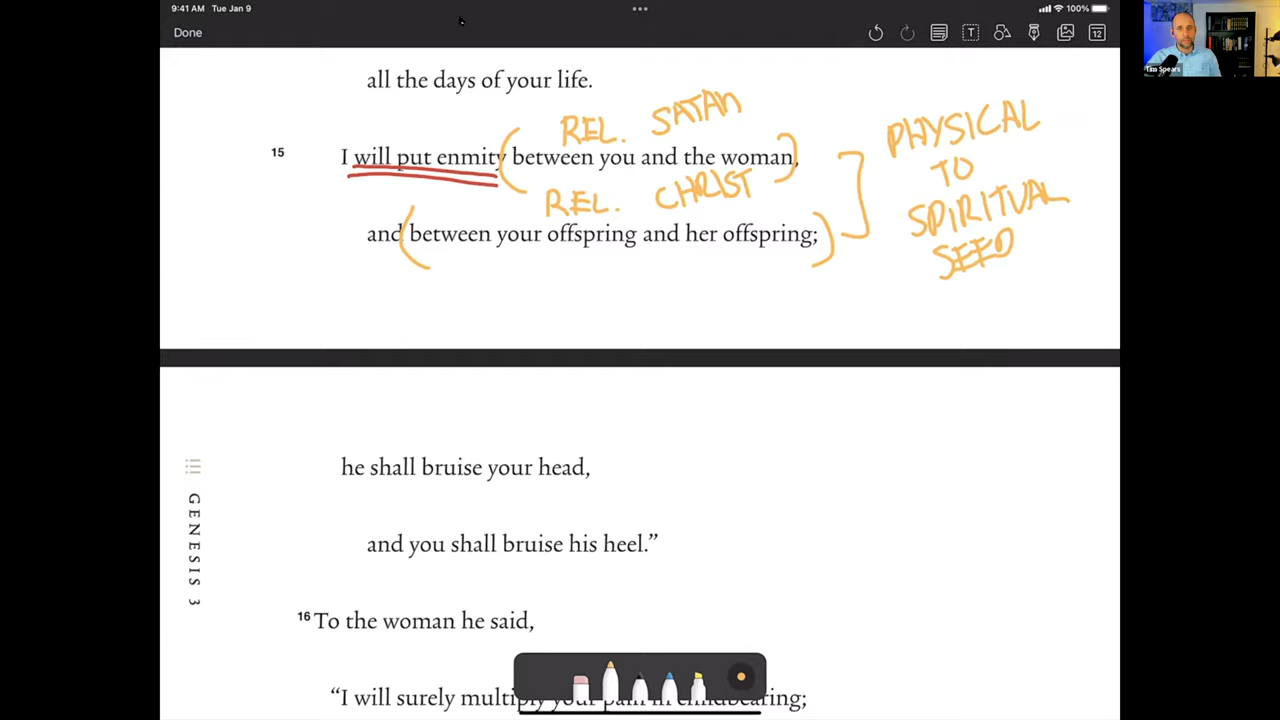 9:41 AM Tue Jan 9
100%
Done
12
Tim Spears
all the days of your life.
REL. SATAN
15 I will put enmity between you and the woman,
REL. CHRIST
and between your offspring and her offspring;
PHYSICAL
TO
SPIRITUAL
SEED
he shall bruise your head,
GENESIS 3
and you shall bruise his heel.”
16 To the woman he said,
“I will surely multiply your pain in childbearing;